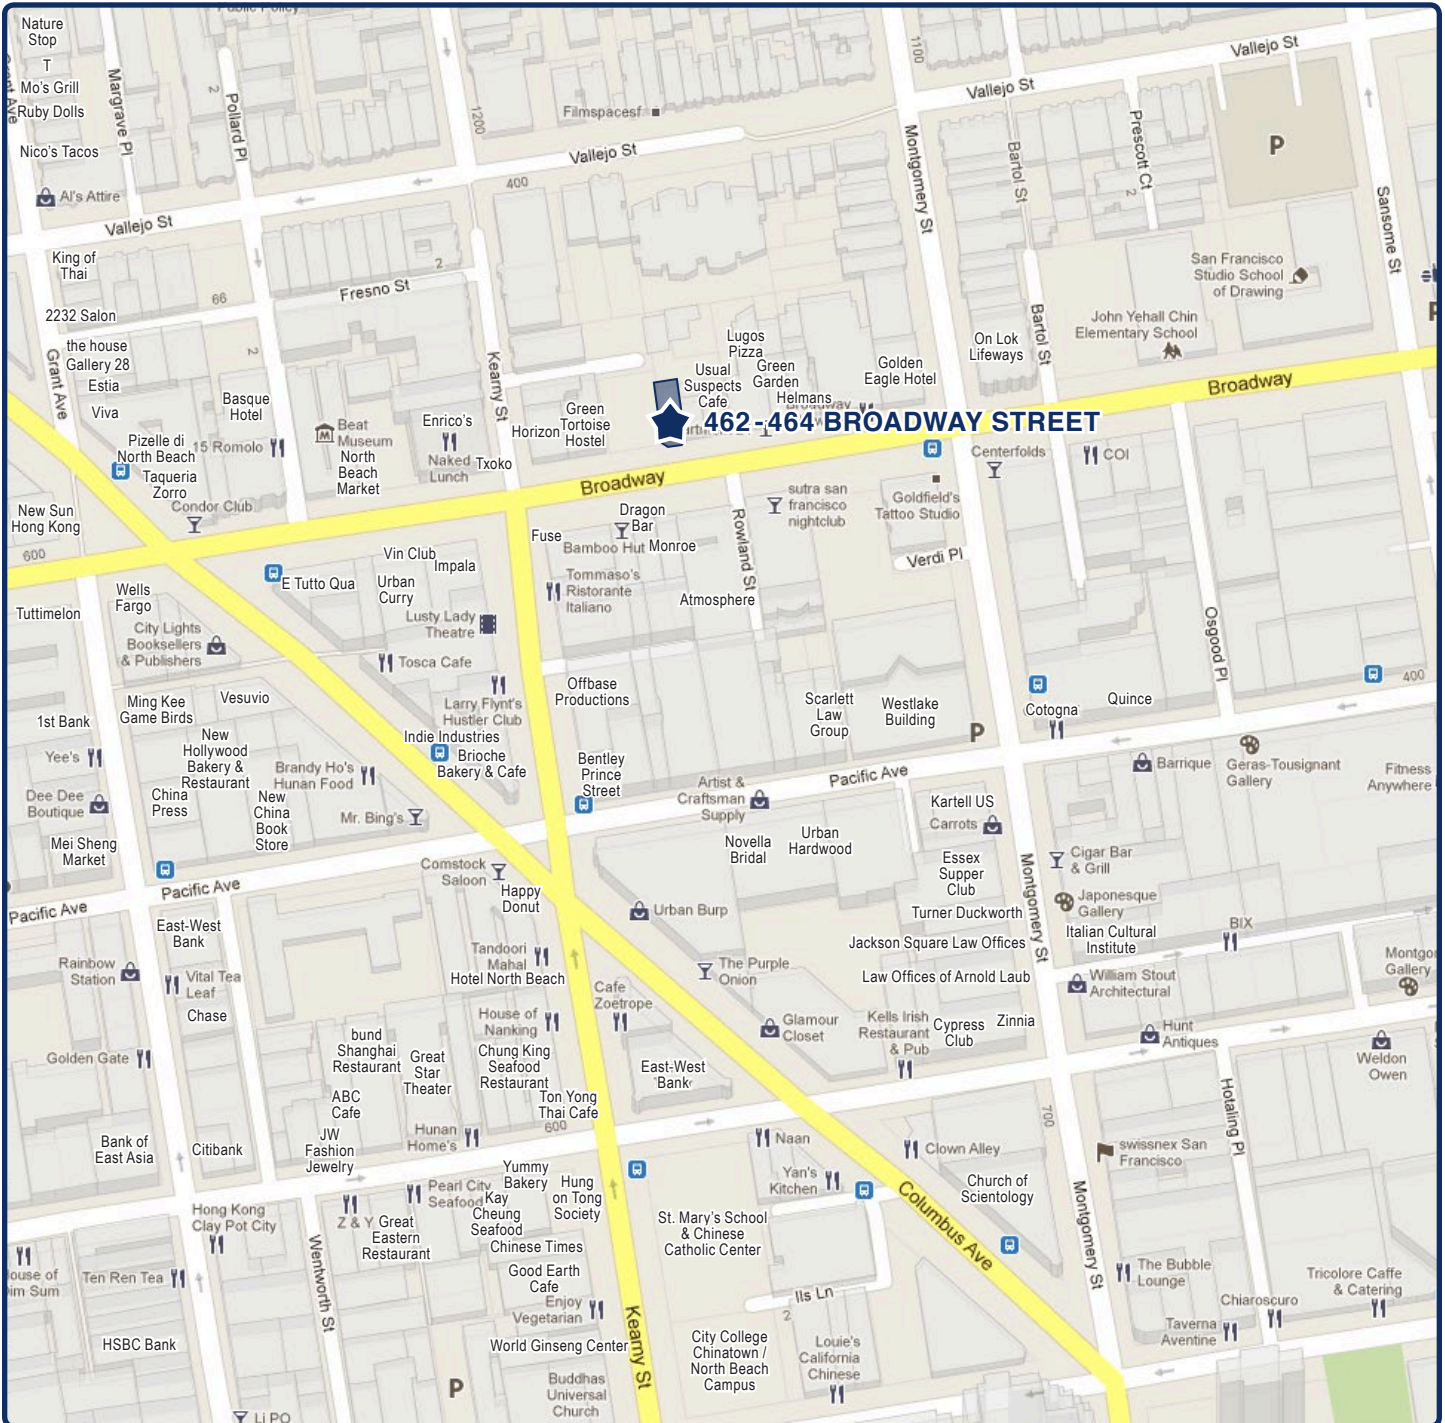 Public Policy
Nature
Stop
T
Mo's Grill
Ruby Dolls
Nico's Tacos
Al's Attire
Grant Ave
Margrave Pl
2
Pollard Pl
1200
Filmspacesf
Vallejo St
400
Vallejo St
1100
Vallejo St
Vallejo St
Montgomery St
Bartol St
Prescott Ct
2
P
Sansome St
King of
Thai
66
Fresno St
2
2232 Salon
the house
Gallery 28
Estia
Viva
Grant Ave
2
Basque
Hotel
15 Romolo
Pizelle di
North Beach
Taqueria
Zorro
Condor Club
Beat
Museum
North
Beach
Market
Enrico's
Naked
Lunch
Txoko
Kearny St
Horizon
Green
Tortoise
Hostel
Lugos
Pizza
Usual
Suspects
Cafe
Green
Garden
Helmans
Golden
Eagle Hotel
On Lok
Lifeways
Bartol St
San Francisco
Studio School
of Drawing
John Yehall Chin
Elementary School
P
Broadway
462-464 BROADWAY STREET
Broadway
New Sun
Hong Kong
600
Tuttimelon
Wells
Fargo
City Lights
Booksellers
& Publishers
E Tutto Qua
Vin Club
Impala
Urban
Curry
Lusty Lady
Theatre
Tosca Cafe
Larry Flynt's
Hustler Club
Indie Industries
Brioche
Bakery & Cafe
Fuse
Dragon
Bar
Bamboo Hut
Monroe
Tommaso's
Ristorante
Italiano
Atmosphere
Rowland St
sutra san
francisco
nightclub
Goldfield's
Tattoo Studio
Centerfolds
COI
Verdi Pl
Osgood Pl
400
Offbase
Productions
Scarlett
Law
Group
Westlake
Building
P
Cotogna
Quince
1st Bank
Yee's
Dee Dee
Boutique
Mei Sheng
Market
Ming Kee
Game Birds
Vesuvio
New
Hollywood
Bakery &
Restaurant
China
Press
New
China
Book
Store
Brandy Ho's
Hunan Food
Mr. Bing's
Bentley
Prince
Street
Artist &
Craftsman
Supply
Pacific Ave
Barrique
Geras-Tousignant
Gallery
Fitness
Anywhere
Kartell US
Carrots
Novella
Bridal
Urban
Hardwood
Essex
Supper
Club
Montgomery St
Cigar Bar
& Grill
Japonesque
Gallery
Italian Cultural
Institute
BIX
Pacific Ave
Pacific Ave
Comstock
Saloon
Happy
Donut
Urban Burp
Turner Duckworth
Jackson Square Law Offices
Law Offices of Arnold Laub
William Stout
Architectural
East-West
Bank
Rainbow
Station
Vital Tea
Leaf
Chase
Tandoori
Mahal
Hotel North Beach
Cafe
Zoetrope
The Purple
Onion
Glamour
Closet
Kells Irish
Restaurant
& Pub
Cypress
Club
Zinnia
Hunt
Antiques
Gallery
Weldon
Owen
Golden Gate
bund
Shanghai
Restaurant
Great
Star
Theater
House of
Nanking
Chung King
Seafood
Restaurant
East-West
Bank
ABC
Cafe
Ton Yong
Thai Cafe
600
Bank of
East Asia
Citibank
JW
Fashion
Jewelry
Hunan
Home's
Naan
Yan's
Kitchen
Clown Alley
Church of
Scientology
700
swissnex San
Francisco
Hotaling Pl
Hong Kong
Clay Pot City
Z & Y
Pearl City
Seafood
Great
Eastern
Restaurant
Yummy
Bakery
Kay
Cheung
Seafood
Hung
on Tong
Society
Chinese Times
Good Earth
Cafe
Enjoy
Vegetarian
World Ginseng Center
St. Mary's School
& Chinese
Catholic Center
Columbus Ave
Montgomery St
The Bubble
Lounge
Tricolore Caffe
& Catering
Chiaroscuro
Taverna
Aventine
Ten Ren Tea
Wentworth St
HSBC Bank
Ils Ln
2
Kearny St
City College
Chinatown /
North Beach
Campus
Louie's
California
Chinese
Buddhas
Universal
Church
P
Li PO